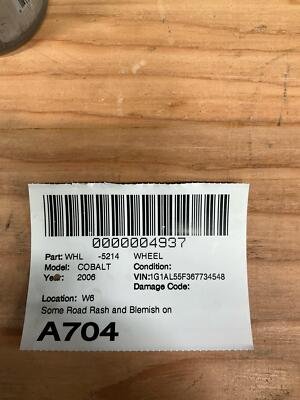 0000004937
Part: WHL -5214 WHEEL
Model: COBALT Condition:
Year: 2006 VIN:1G1AL55F367734548
Damage Code:
Location: W6
Some Road Rash and Blemish on
A704